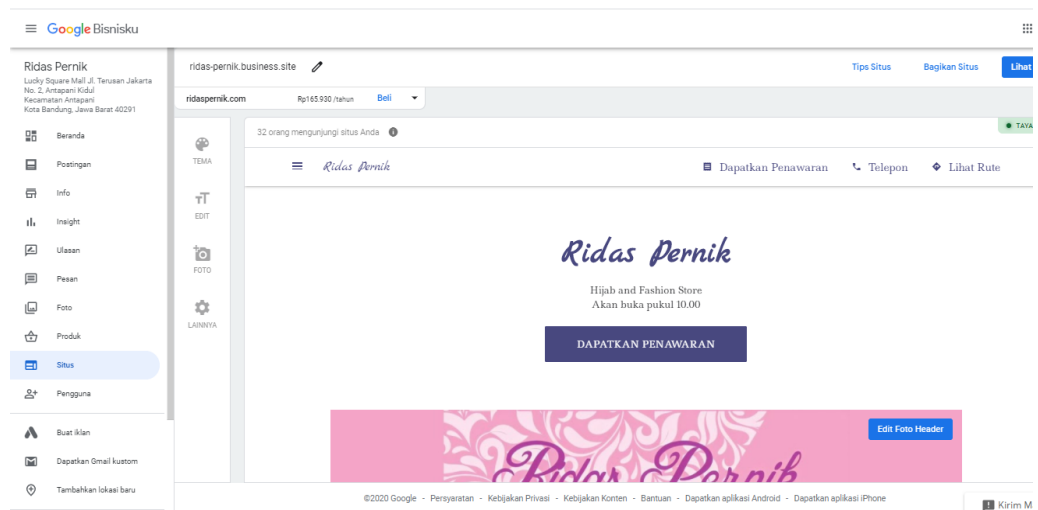 Google Bisnisku
Ridas Pernik
Lucky Square Mall Jl. Terusan Jakarta
No. 2, Antapani Kidul
Kecamatan Antapani
Kota Bandung, Jawa Barat 40291
Beranda
Postingan
Info
Insight
Ulasan
Pesan
Foto
Produk
Situs
Pengguna
Buat Iklan
Dapatkan Gmail kustom
Tambahkan lokasi baru
ridas-pernik.business.site
Tips Situs
Bagikan Situs
Lihat
ridaspernik.com
Rp165.930 /tahun
Beli
TEMA
EDIT
FOTO
LAINNYA
32 orang mengunjungi situs Anda
TAYA
Ridas Pernik
Dapatkan Penawaran
Telepon
Lihat Rute
Ridas Pernik
Hijab and Fashion Store
Akan buka pukul 10.00
DAPATKAN PENAWARAN
Edit Foto Header
Ridas Pernik
©2020 Google - Persyaratan - Kebijakan Privasi - Kebijakan Konten - Bantuan - Dapatkan aplikasi Android - Dapatkan aplikasi iPhone
Kirim M